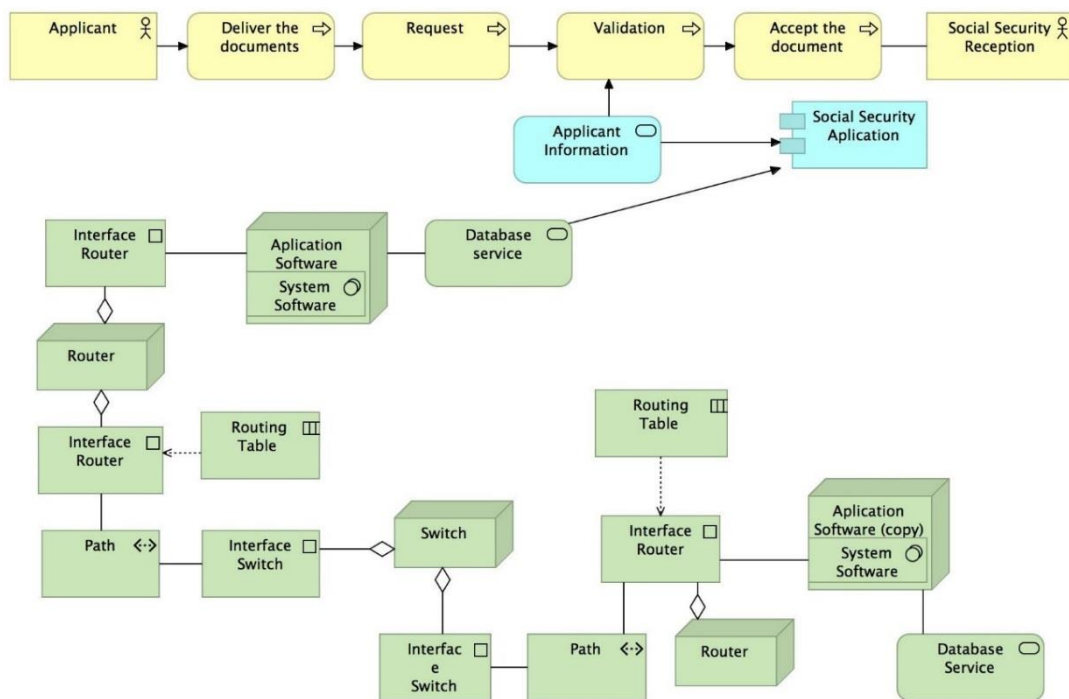 Applicant
Deliver the
documents
Request
Validation
Accept the
document
Social Security
Reception
Applicant
Information
Social Security
Aplication
Interface
Router
Aplication
Software
System
Software
Database
service
Router
Interface
Router
Routing
Table
Routing
Table
Path
Interface
Switch
Switch
Interface
Router
Aplication
Software (copy)
System
Software
Interfac
e
Switch
Path
Router
Database
Service